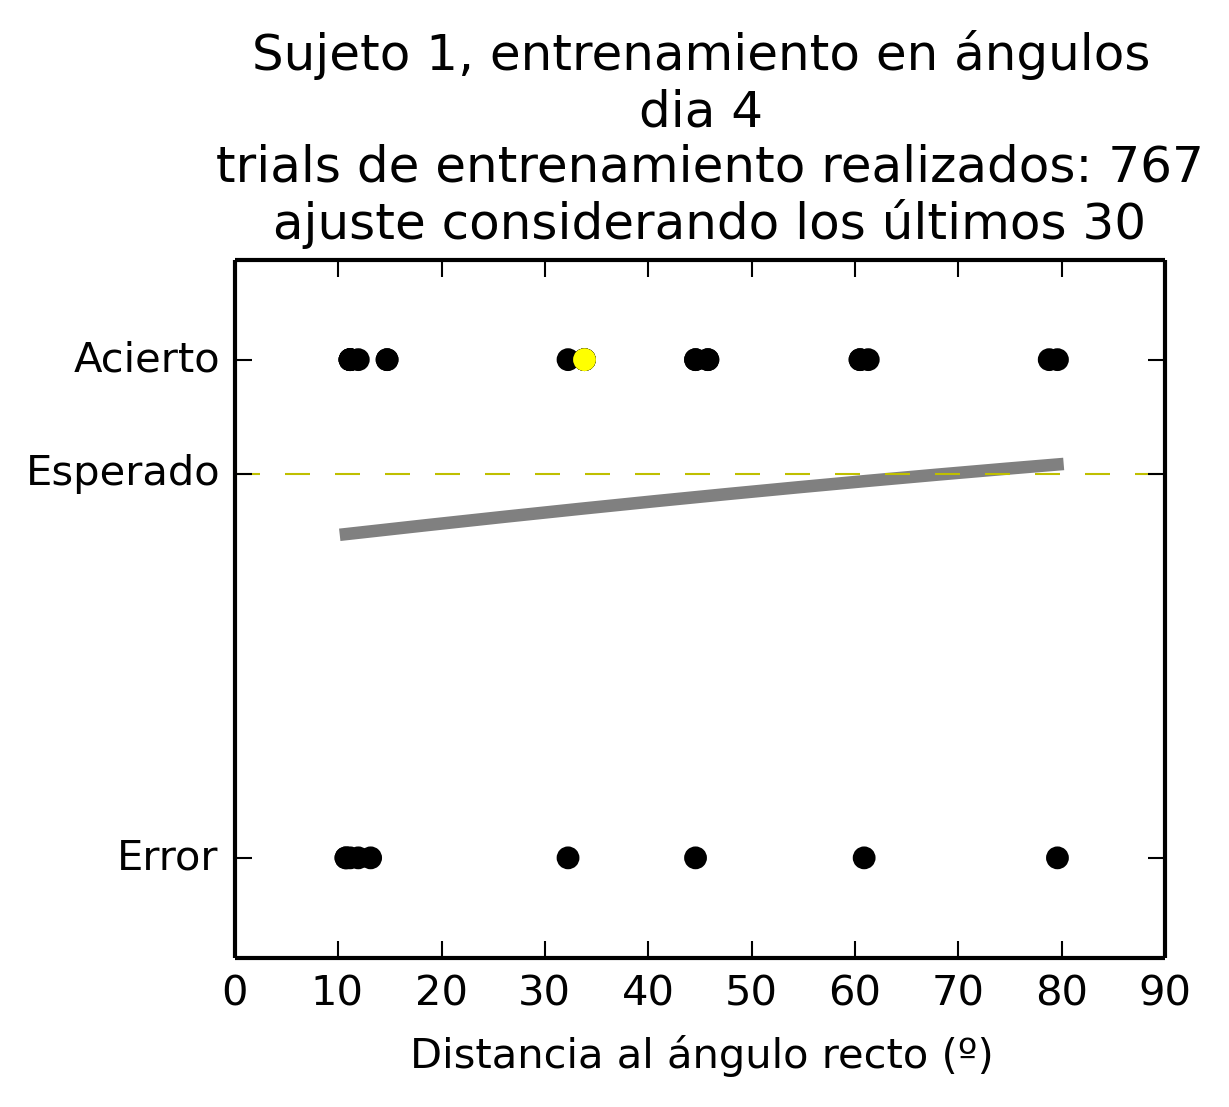 Sujeto 1, entrenamiento en ángulos
dia 4
trials de entrenamiento realizados: 767
ajuste considerando los últimos 30
Acierto
Esperado
Error
0 10 20 30 40 50 60 70 80 90
Distancia al ángulo recto (º)